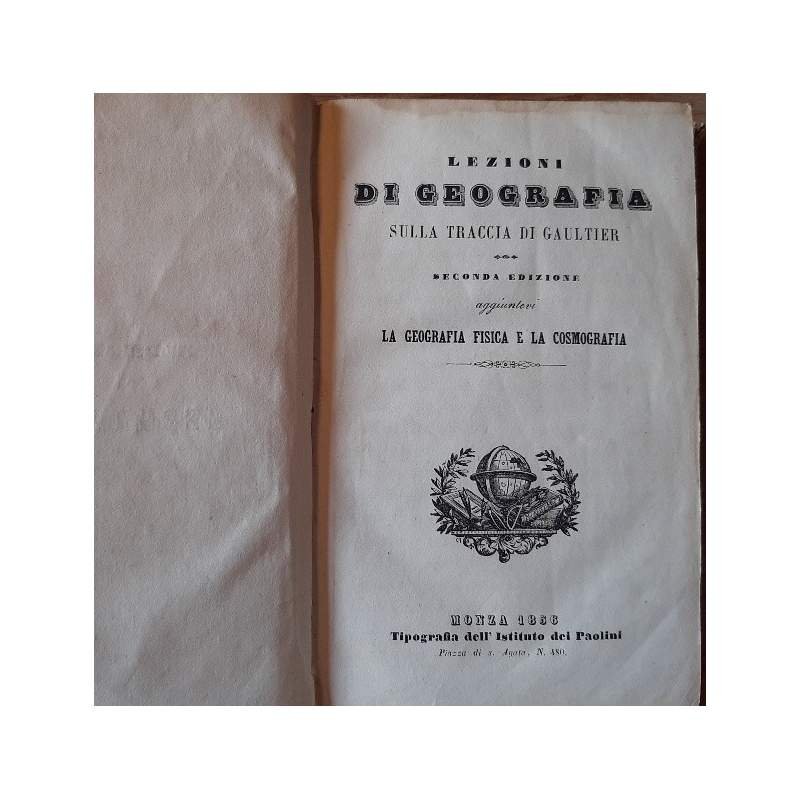 LEZIONI
DI GEOGRAFIA
SULLA TRACCIA DI GAULTIER
SECONDA EDIZIONE
aggiuntevi
LA GEOGRAFIA FISICA E LA COSMOGRAFIA
MONZA 1856
Tipografia dell' Istituto dei Paolini
Piazza di s. Agata, N. 480.